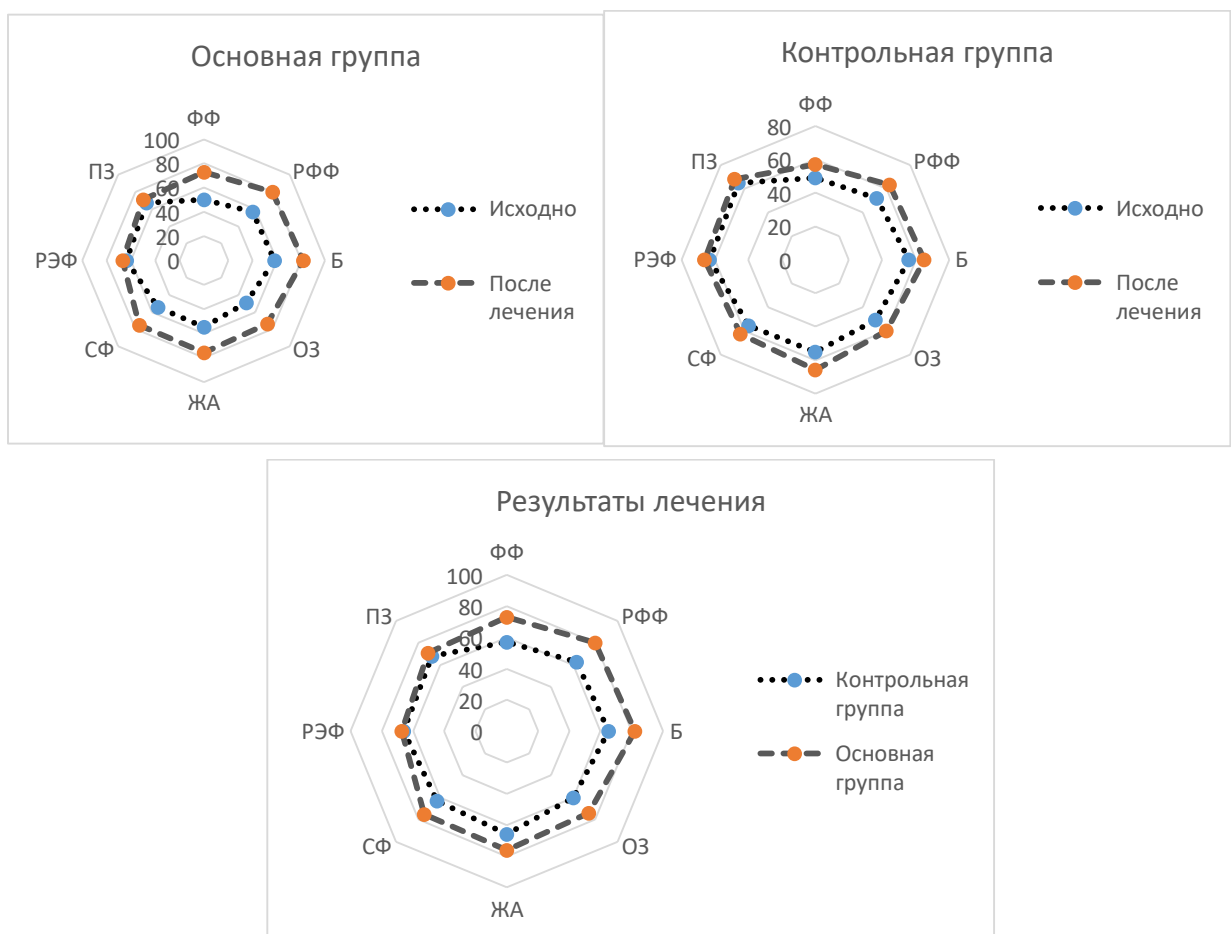 Основная группа
ФФ
РФФ
Б
ОЗ
ЖА
СФ
РЭФ
ПЗ
100
80
60
40
20
0
Исходно
После
лечения
Контрольная группа
ФФ
РФФ
Б
ОЗ
ЖА
СФ
РЭФ
ПЗ
80
60
40
20
0
Исходно
После
лечения
Результаты лечения
ФФ
РФФ
Б
ОЗ
ЖА
СФ
РЭФ
ПЗ
100
80
60
40
20
0
Контрольная
группа
Основная
группа